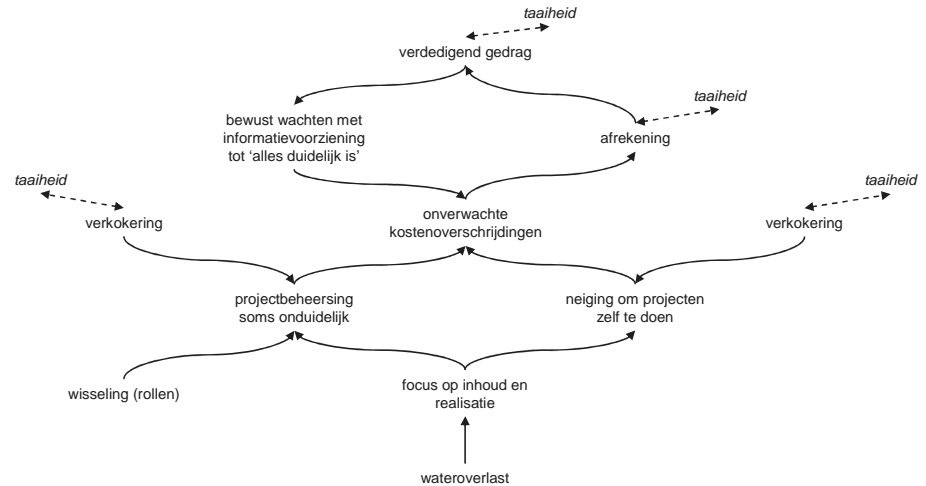 taaiheid
verdedigend gedrag
taaiheid
bewust wachten met
informatievoorziening
tot ‘alles duidelijk is’
afrekening
taaiheid
taaiheid
verkokering
onverwachte
kostenoverschrijdingen
verkokering
projectbeheersing
soms onduidelijk
neiging om projecten
zelf te doen
wisseling (rollen)
focus op inhoud en
realisatie
wateroverlast